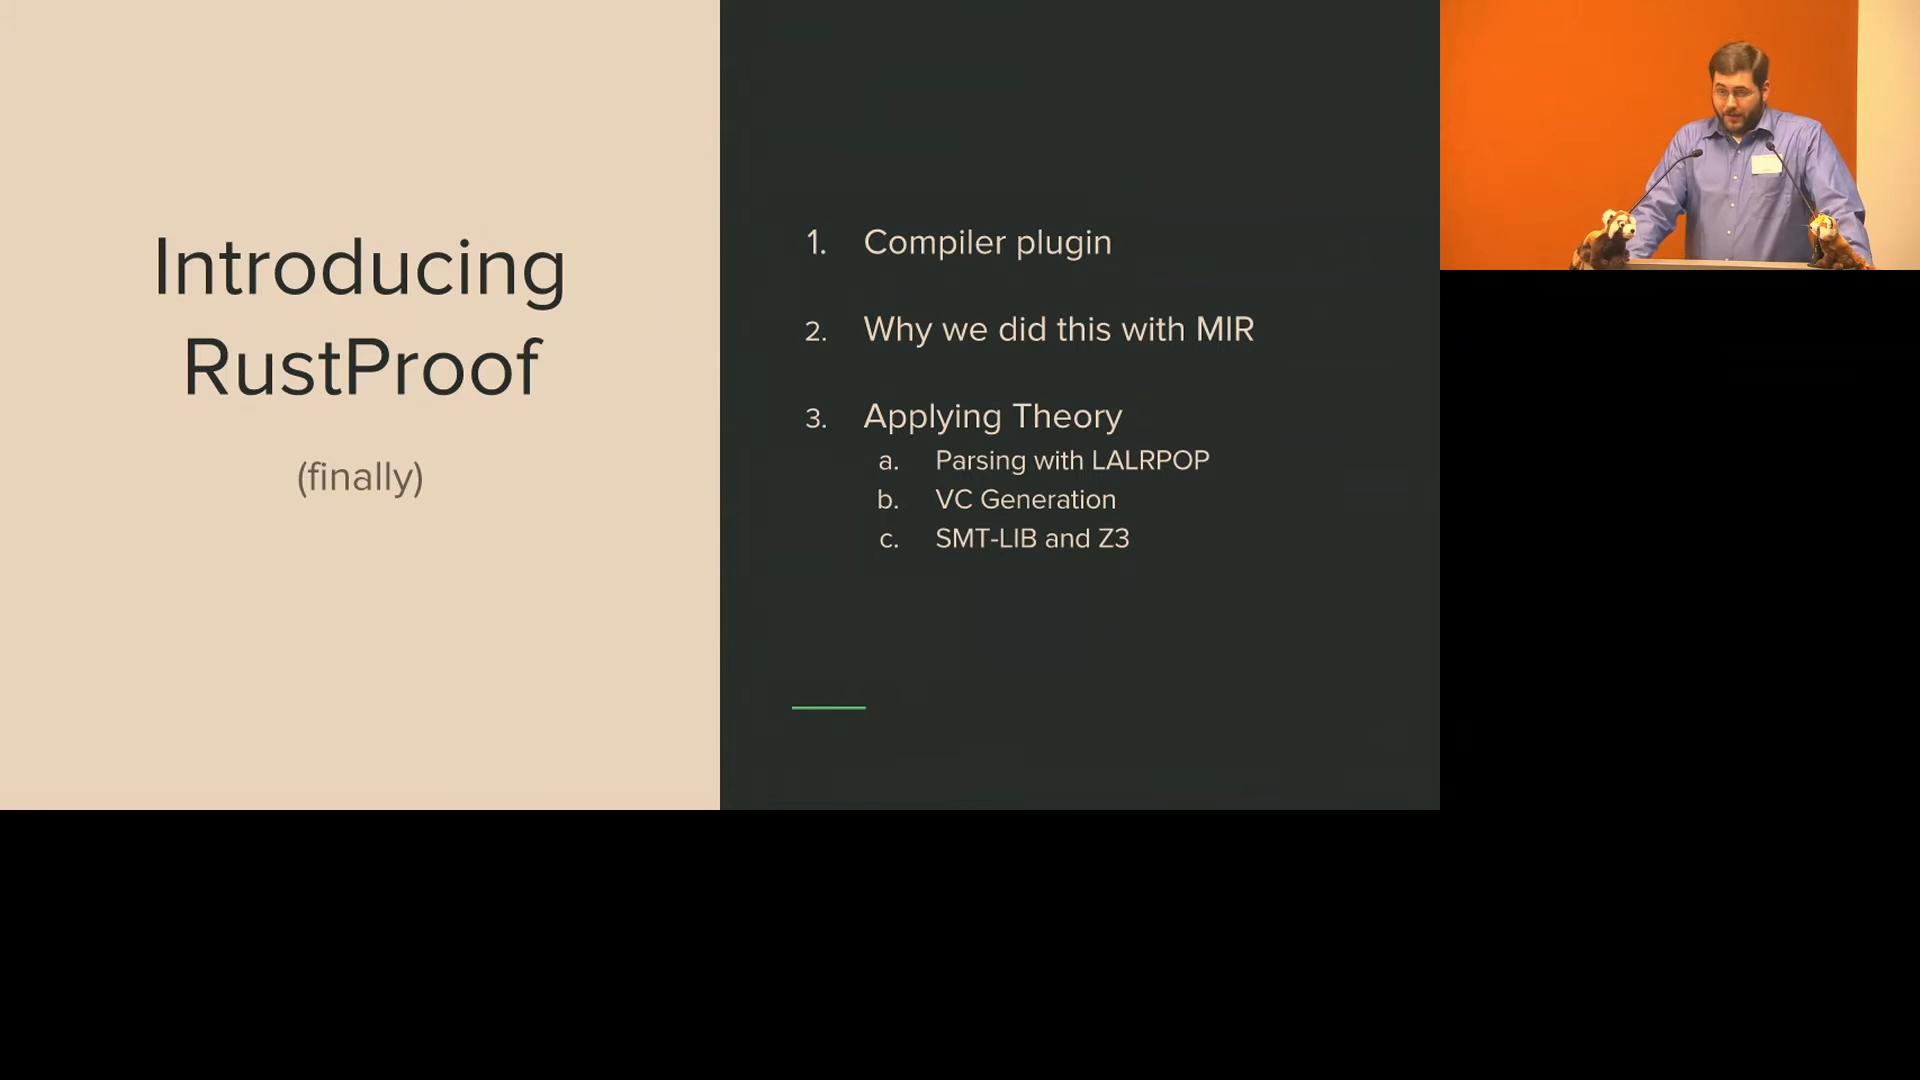 Introducing
RustProof
(finally)
1. Compiler plugin
2. Why we did this with MIR
3. Applying Theory
a. Parsing with LALRPOP
b. VC Generation
c. SMT-LIB and Z3